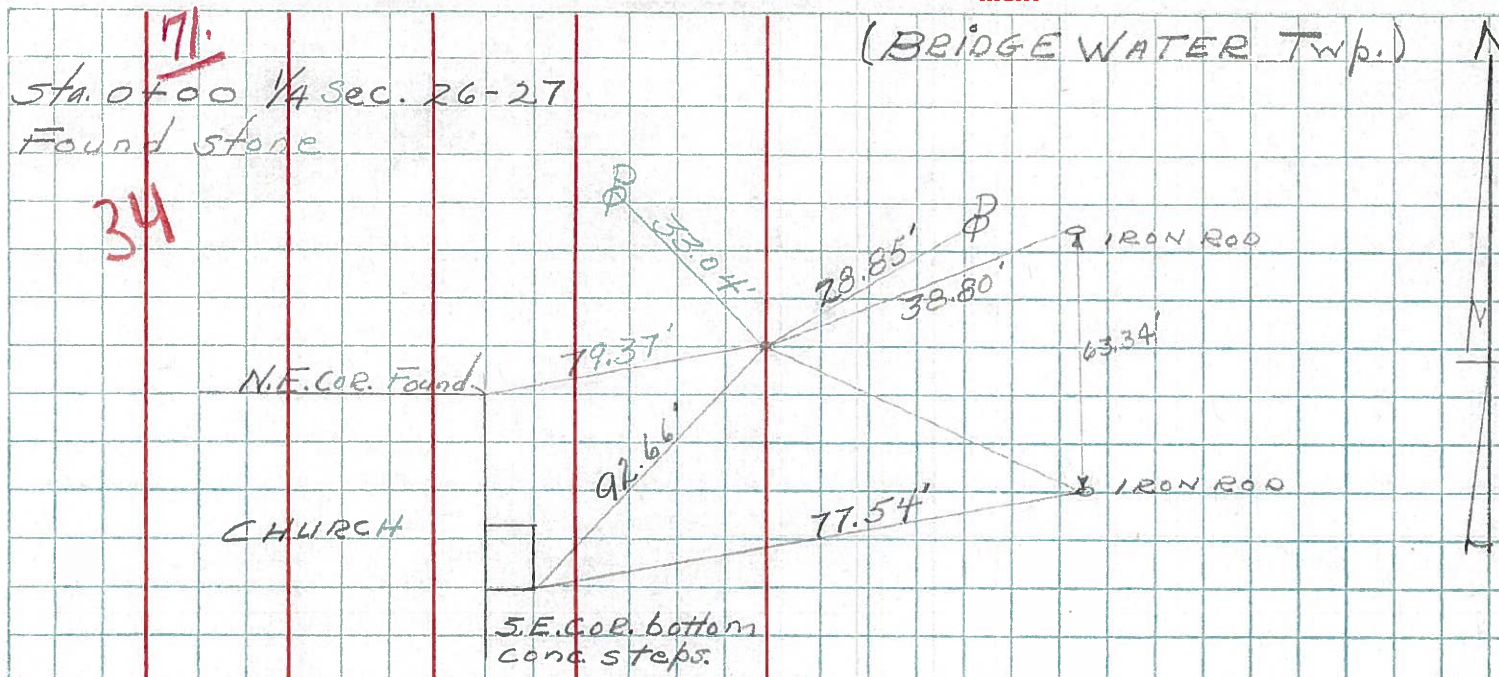 71.
(BRIDGE WATER Twp.)
N
Sta. 0+00 1/4 Sec. 26-27
Found stone
34
P
33.04'
28.85'
P
38.80'
IRON ROD
63.34'
79.37'
N.E. COR. Found.
92.66'
IRON ROD
77.54'
CHURCH
S.E. COR. bottom
conc. steps.